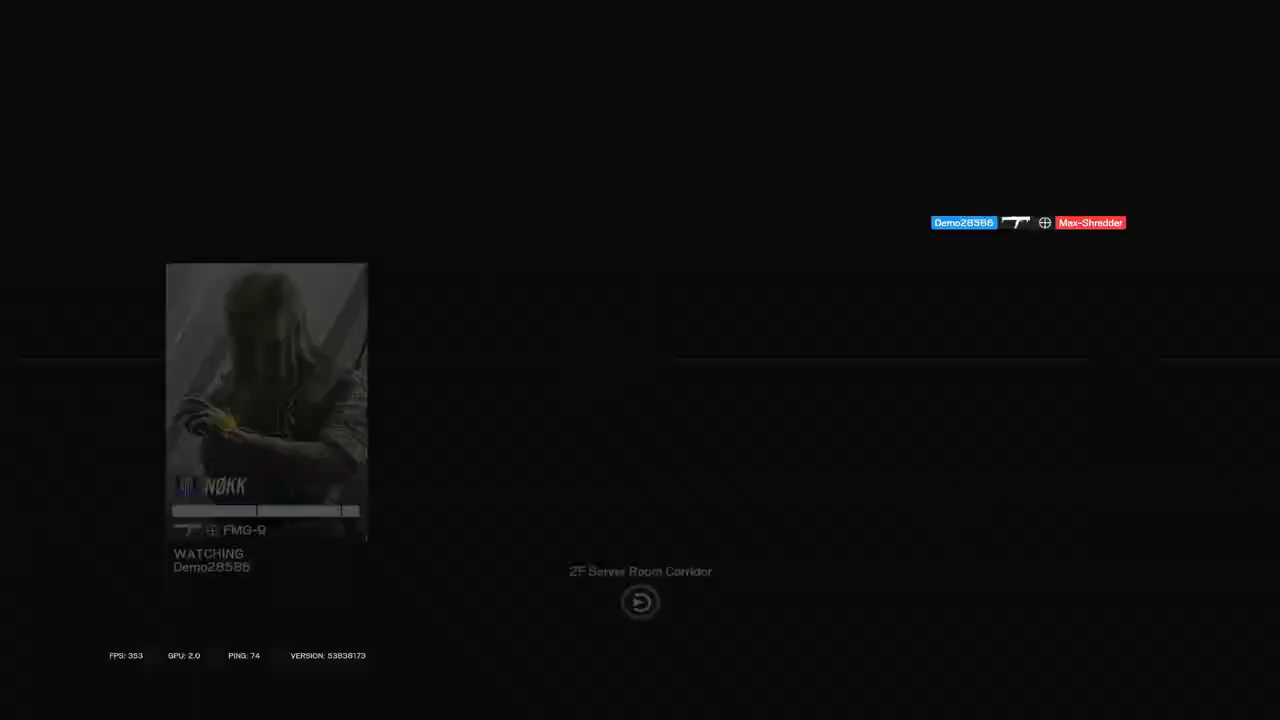 Demo28586 Max-Shredder
NØKK
FMG-9
WATCHING
Demo28586
2F Server Room Corridor
FPS: 353 GPU: 2.0 PING: 74 VERSION: 53838173